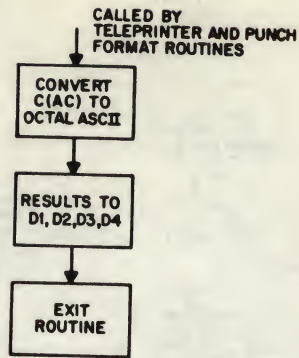 CALLED BY
TELEPRINTER AND PUNCH
FORMAT ROUTINES
CONVERT
C(AC) TO
OCTAL ASCII
RESULTS TO
D1, D2, D3, D4
EXIT
ROUTINE